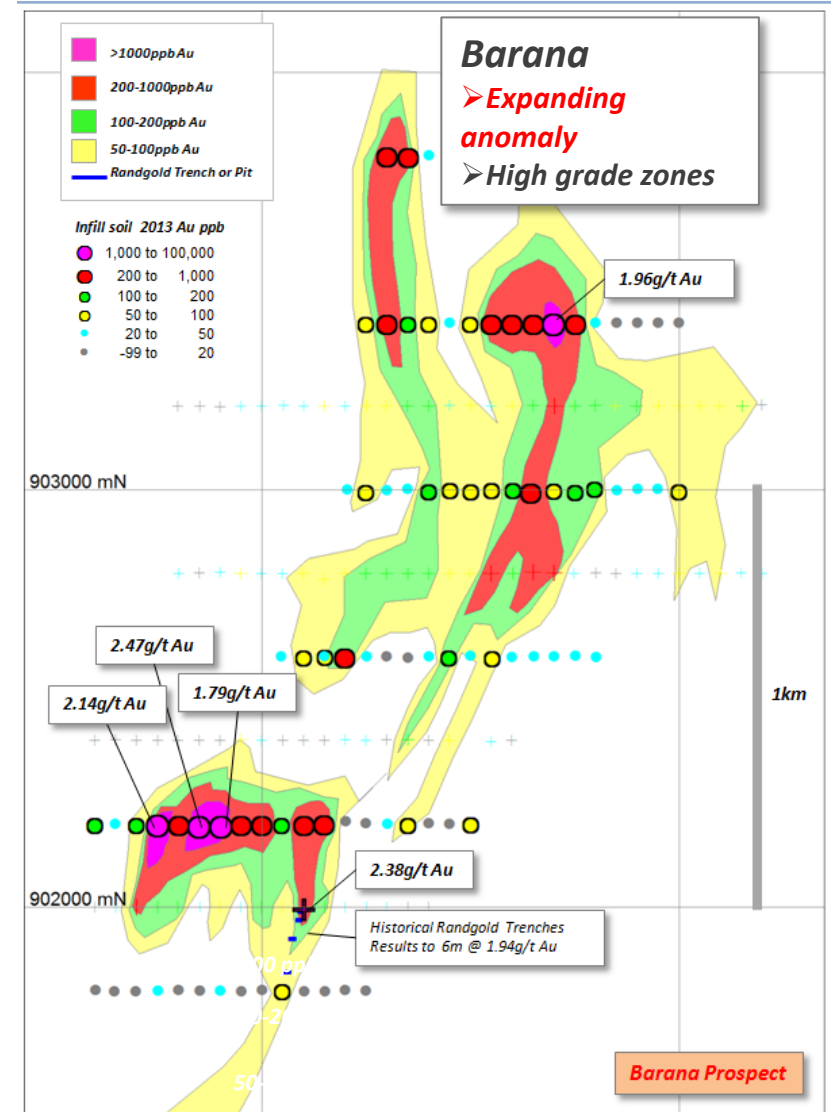 >1000ppb Au
200-1000ppb Au
100-200ppb Au
50-100ppb Au
Randgold Trench or Pit
Barana
➢Expanding
anomaly
➢High grade zones
Infill soil 2013 Au ppb
1,000 to 100,000
200 to 1,000
100 to 200
50 to 100
20 to 50
-99 to 20
1.96g/t Au
903000 mN
2.47g/t Au
2.14g/t Au
1.79g/t Au
1km
2.38g/t Au
902000 mN
Historical Randgold Trenches
Results to 6m @ 1.94g/t Au
Barana Prospect